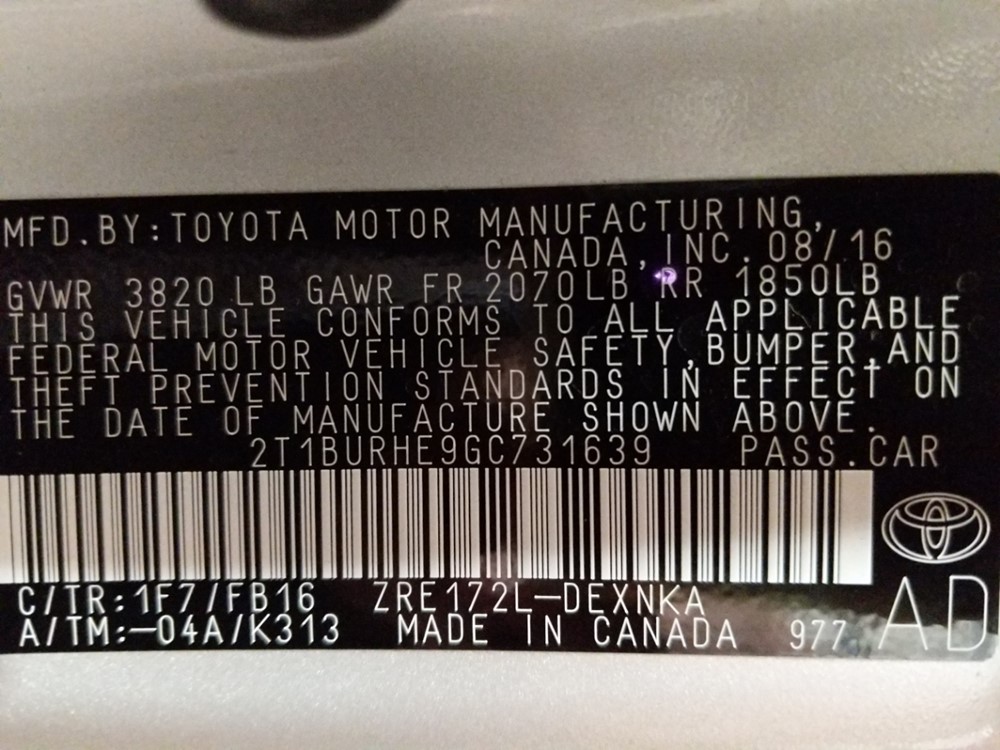 MFD.BY:TOYOTA MOTOR MANUFACTURING,
CANADA,INC. 08/16
GVWR 3820 LB GAWR FR 2070LB RR 1850LB
THIS VEHICLE CONFORMS TO ALL APPLICABLE
FEDERAL MOTOR VEHICLE SAFETY,BUMPER,AND
THEFT PREVENTION STANDARDS IN EFFECT ON
THE DATE OF MANUFACTURE SHOWN ABOVE.
2T1BURHE9GC731639 PASS.CAR
C/TR:1F7/FB16 ZRE172L—DEXNKA
A/TM:—04A/K313 MADE IN CANADA 977 AD